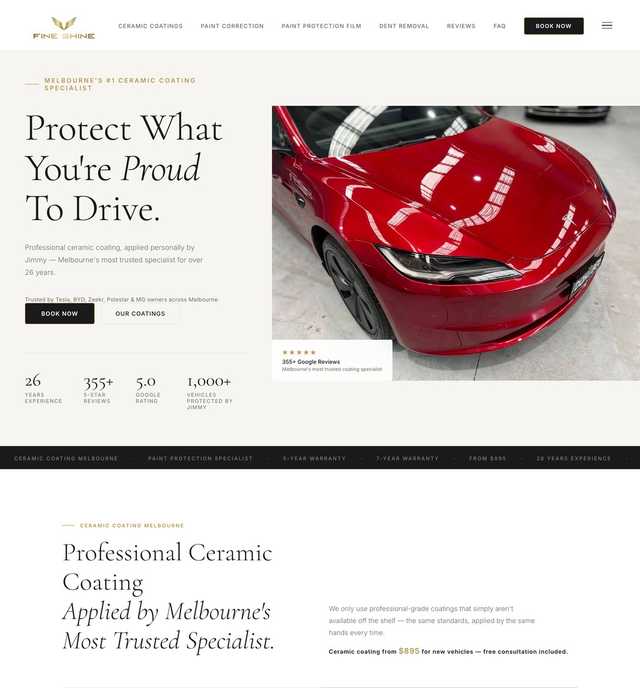 FINE SHINE
CERAMIC COATINGS
PAINT CORRECTION
PAINT PROTECTION FILM
DENT REMOVAL
REVIEWS
FAQ
BOOK NOW
MELBOURNE'S #1 CERAMIC COATING
SPECIALIST
Protect What
You're Proud
To Drive.
Professional ceramic coating, applied personally by
Jimmy — Melbourne's most trusted specialist for over
26 years.
Trusted by Tesla, BYD, Zeekr, Polestar & MG owners across Melbourne
BOOK NOW
OUR COATINGS
26
YEARS
EXPERIENCE
355+
5-STAR
REVIEWS
5.0
GOOGLE
RATING
1,000+
VEHICLES
PROTECTED BY
JIMMY
★★★★★
355+ Google Reviews
Melbourne's most trusted coating specialist
CERAMIC COATING MELBOURNE
PAINT PROTECTION SPECIALIST
5-YEAR WARRANTY
7-YEAR WARRANTY
FROM $895
26 YEARS EXPERIENCE
CERAMIC COATING MELBOURNE
Professional Ceramic
Coating
Applied by Melbourne's
Most Trusted Specialist.
We only use professional-grade coatings that simply aren't
available off the shelf — the same standards, applied by the same
hands every time.
Ceramic coating from $895 for new vehicles — free consultation included.